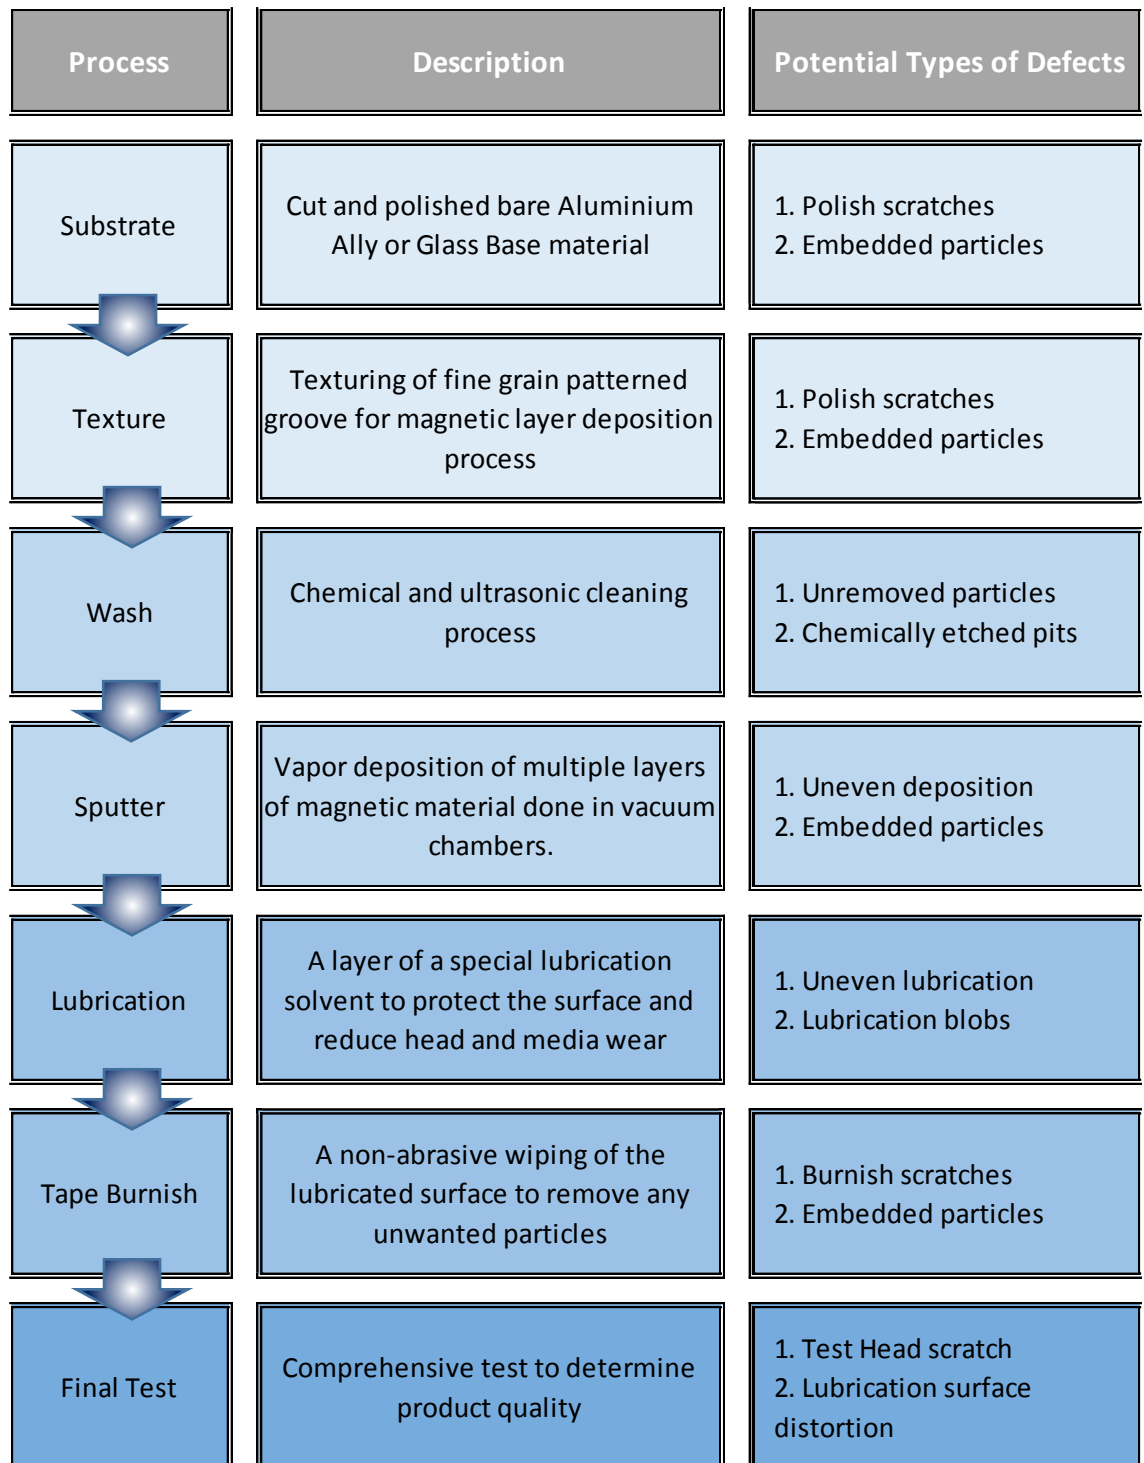 Process
Description
Potential Types of Defects
Substrate
Cut and polished bare Aluminium
Ally or Glass Base material
1. Polish scratches
2. Embedded particles
Texture
Texturing of fine grain patterned
groove for magnetic layer deposition
process
1. Polish scratches
2. Embedded particles
Wash
Chemical and ultrasonic cleaning
process
1. Unremoved particles
2. Chemically etched pits
Sputter
Vapor deposition of multiple layers
of magnetic material done in vacuum
chambers.
1. Uneven deposition
2. Embedded particles
Lubrication
A layer of a special lubrication
solvent to protect the surface and
reduce head and media wear
1. Uneven lubrication
2. Lubrication blobs
Tape Burnish
A non-abrasive wiping of the
lubricated surface to remove any
unwanted particles
1. Burnish scratches
2. Embedded particles
Final Test
Comprehensive test to determine
product quality
1. Test Head scratch
2. Lubrication surface
distortion